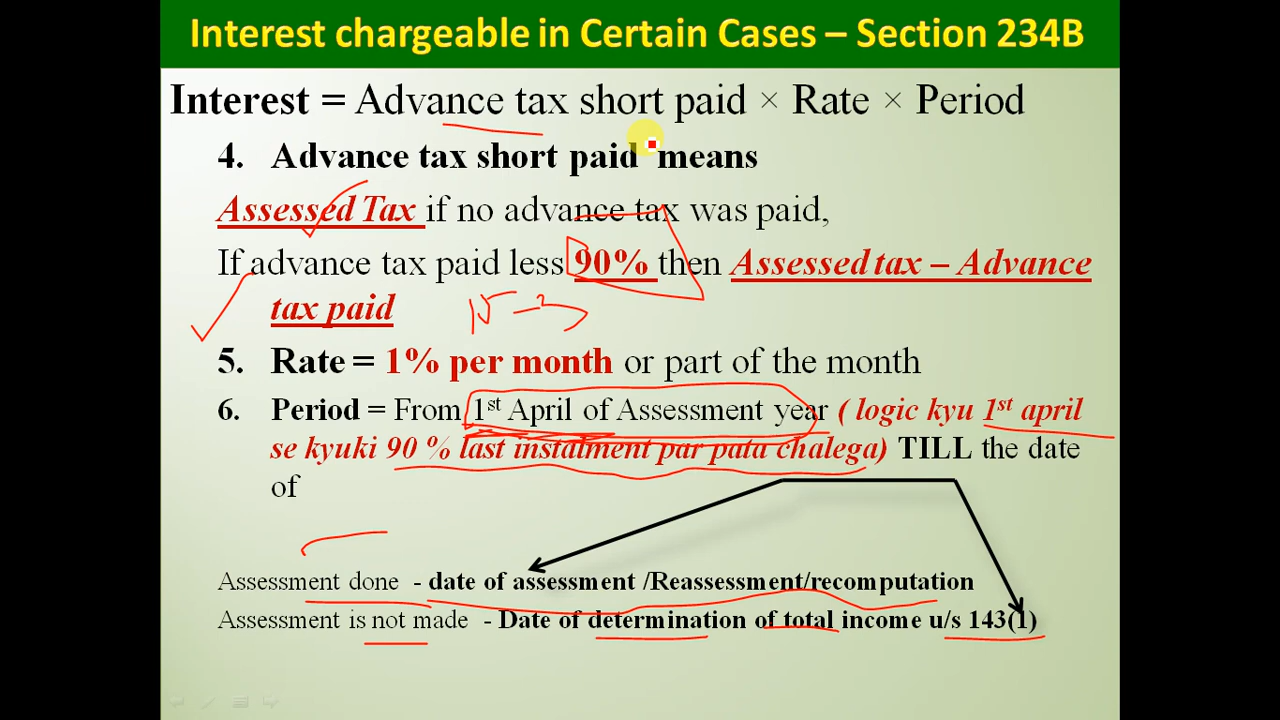 Interest chargeable in Certain Cases – Section 234B
Interest = Advance tax short paid × Rate × Period
4. Advance tax short paid means
Assessed Tax if no advance tax was paid,
If advance tax paid less 90% then Assessed tax – Advance
tax paid
15-3
5. Rate = 1% per month or part of the month
6. Period = From 1st April of Assessment year ( logic kyu 1st april
se kyuki 90 % last instalment par pata chalega) TILL the date
of
Assessment done - date of assessment /Reassessment/recomputation
Assessment is not made - Date of determination of total income u/s 143(1)